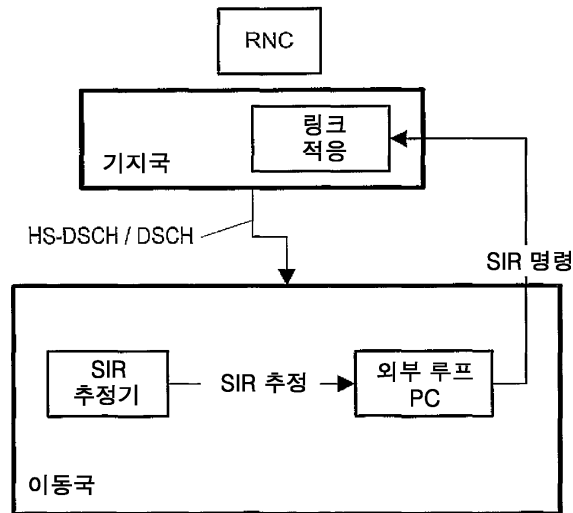 RNC
링크
적응
기지국
HS-DSCH / DSCH
SIR 명령
SIR
추정기
SIR 추정
외부 루프
PC
이동국